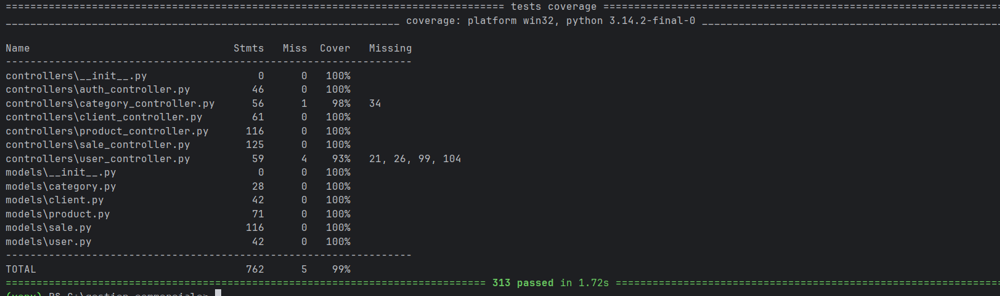 ================================================================================= tests coverage =================================================================
________________________________________________________________ coverage: platform win32, python 3.14.2-final-0 _________________________________________________
Name                                 Stmts   Miss  Cover   Missing
------------------------------------------------------------------
controllers\__init__.py                  0      0   100%
controllers\auth_controller.py          46      0   100%
controllers\category_controller.py      56      1    98%   34
controllers\client_controller.py        61      0   100%
controllers\product_controller.py      116      0   100%
controllers\sale_controller.py         125      0   100%
controllers\user_controller.py          59      4    93%   21, 26, 99, 104
models\__init__.py                       0      0   100%
models\category.py                      28      0   100%
models\client.py                        42      0   100%
models\product.py                       71      0   100%
models\sale.py                         116      0   100%
models\user.py                          42      0   100%
------------------------------------------------------------------
TOTAL                                  762      5    99%
============================================================================== 313 passed in 1.72s ===============================================================